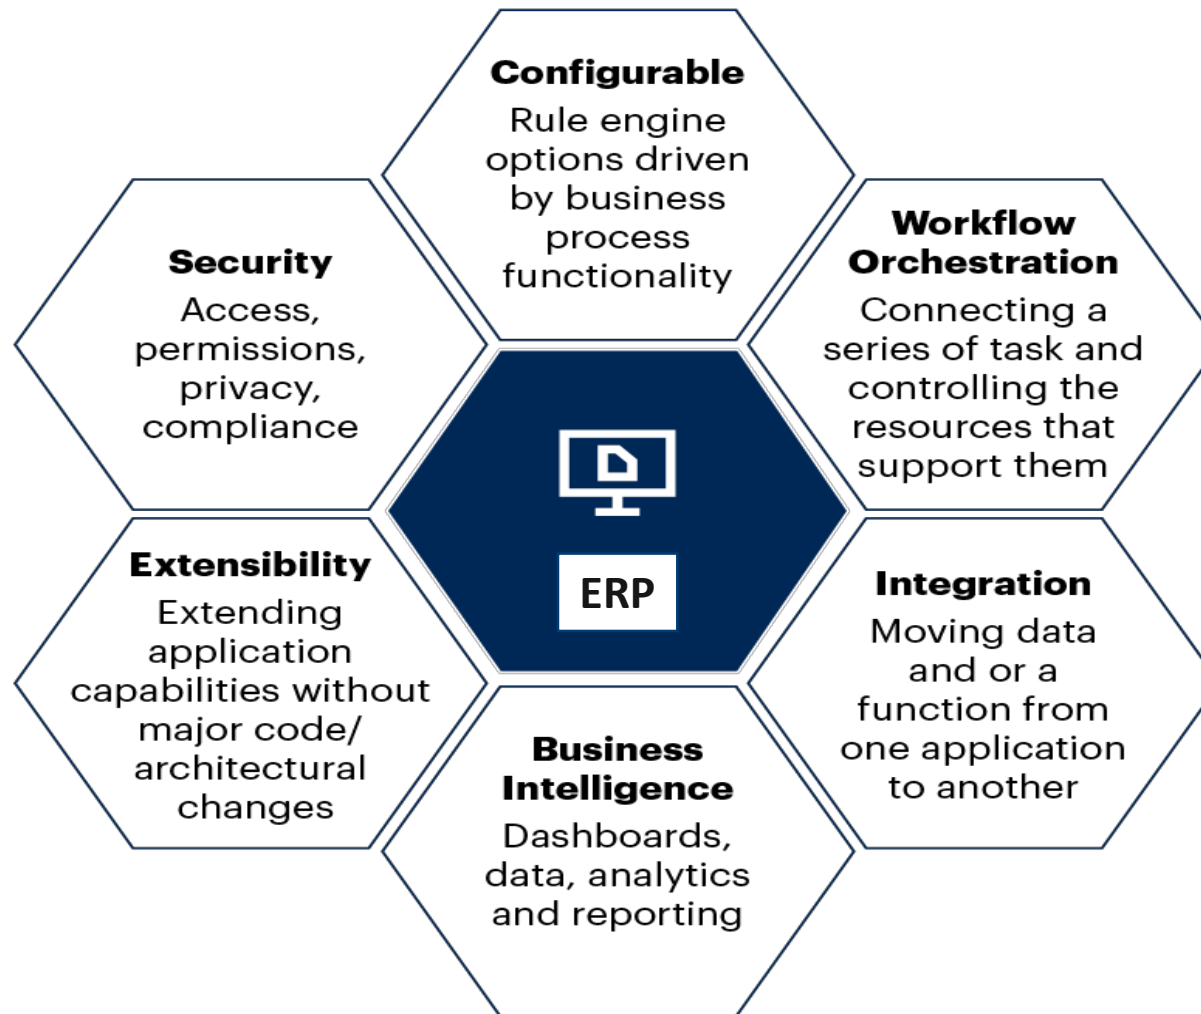 Configurable
Rule engine
options driven
by business
process
functionality
Workflow
Orchestration
Connecting a
series of task and
controlling the
resources that
support them
Security
Access,
permissions,
privacy,
compliance
ERP
Extensibility
Extending
application
capabilities without
major code/
architectural
changes
Integration
Moving data
and or a
function from
one application
to another
Business
Intelligence
Dashboards,
data, analytics
and reporting